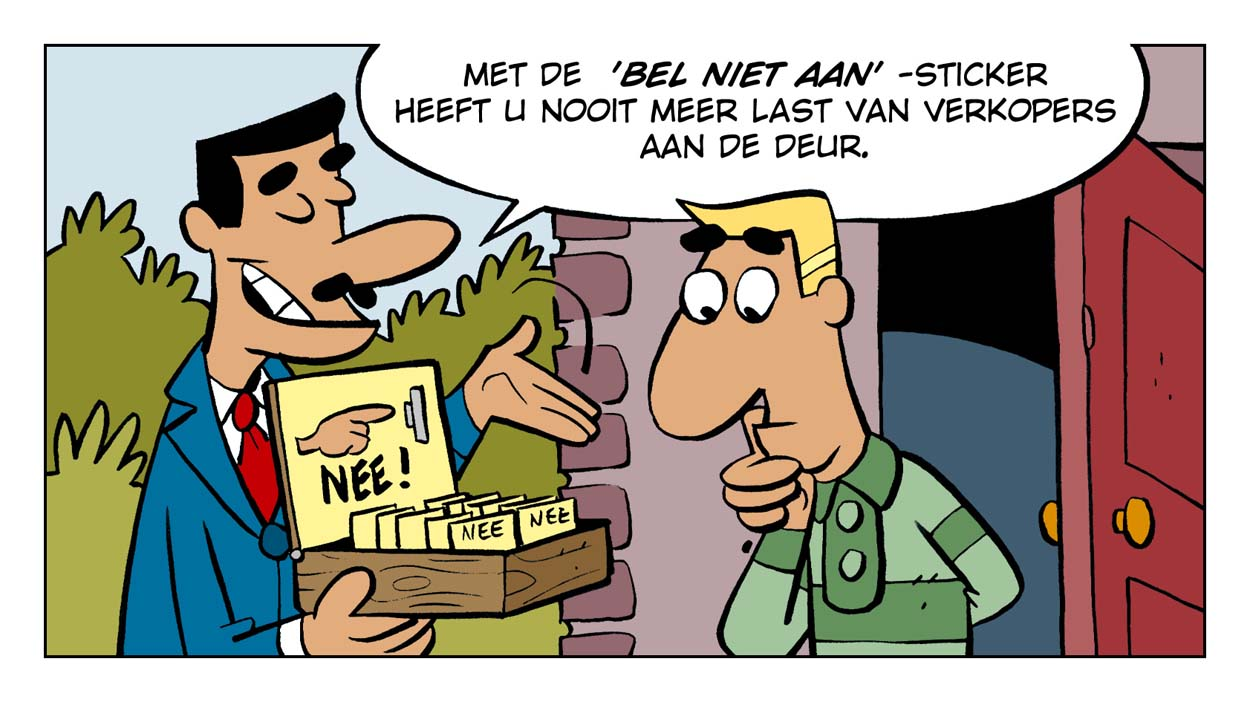 MET DE 'BEL NIET AAN' -STICKER
HEEFT U NOOIT MEER LAST VAN VERKOPERS
AAN DE DEUR.
NEE!
NEE
NEE